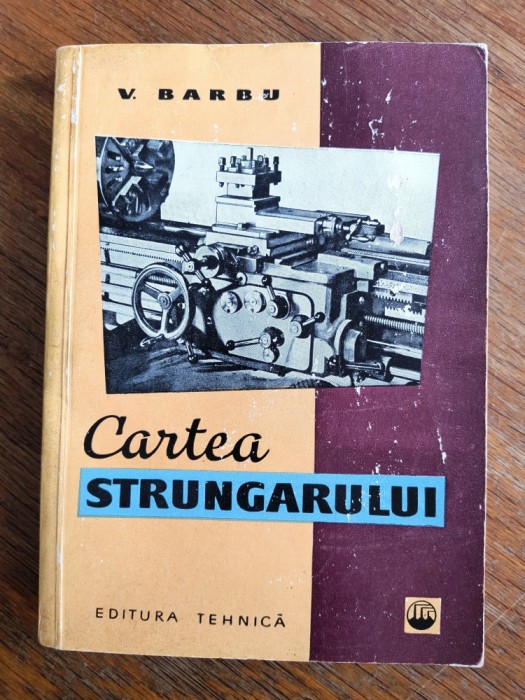 V. BARBU
Cartea
STRUNGARULUI
EDITURA TEHNICĂ